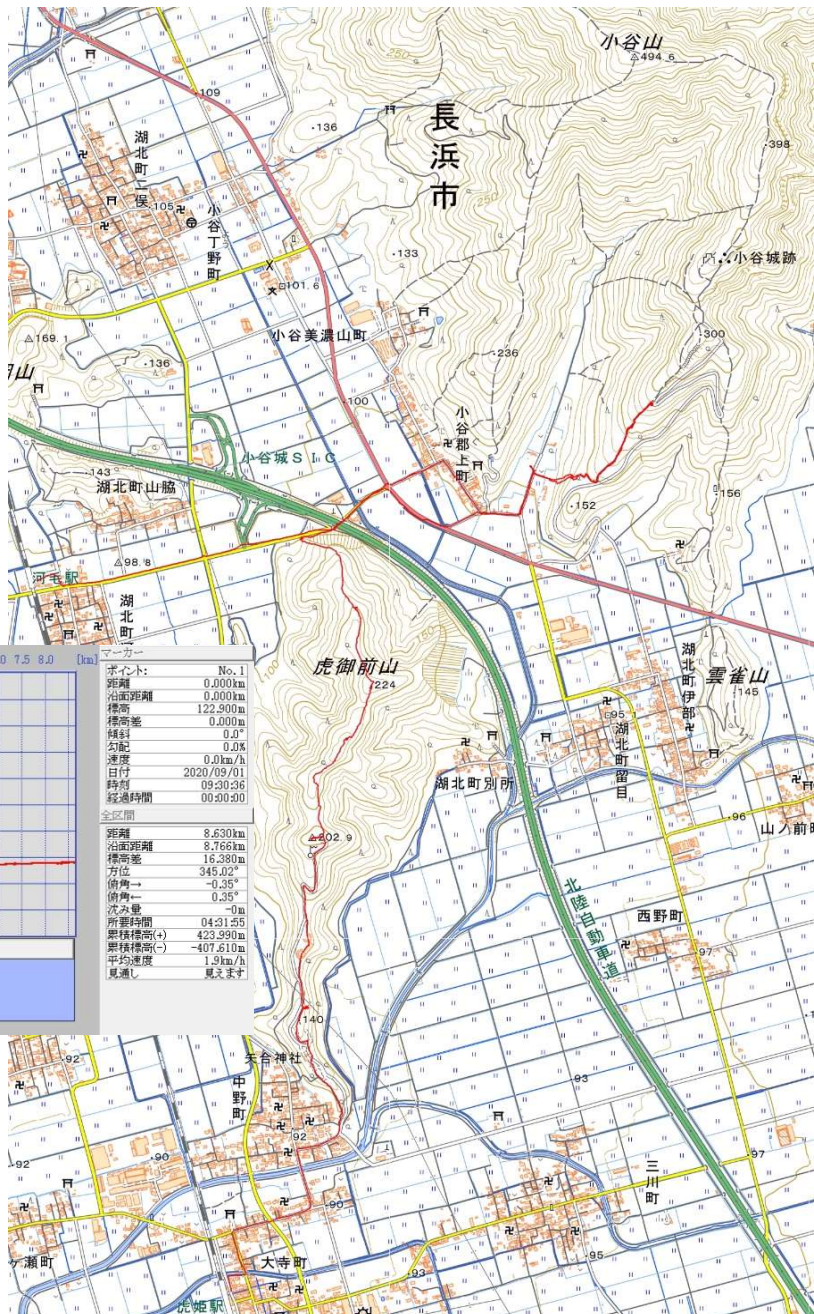 小谷山
494.6
250
109
136
長浜市
湖北町二俣
398
105
小谷丁野町
小谷城跡
133
101.6
小谷美濃山町
300
169.1
236
136
100
小谷郡上町
小谷城SIC
143
湖北町山脇
152
156
98.8
河毛駅
湖北町
100
150
虎御前山
224
湖北町伊部
雲雀山
145
95
湖北町留目
湖北町別所
96
山ノ前町
202.9
北陸自動車道
西野町
97
0 7.5 8.0 [km]
マーカー
ポイント: No.1
距離 0.000km
沿面距離 0.000km
標高 122.900m
標高差 0.000m
傾斜 0.0°
勾配 0.0%
速度 0.0km/h
日付 2020/09/01
時刻 09:30:36
経過時間 00:00:00
全区間
距離 8.630km
沿面距離 8.766km
標高差 16.380m
方位 345.02°
俯角→ -0.35°
俯角← 0.35°
沈み量 -0m
所要時間 04:31:55
累積標高(+) 423.990m
累積標高(-) -407.610m
平均速度 1.9km/h
見通し 見えます
140
92
矢合神社
中野町
93
92
92
90
三川町
97
90
ヶ瀬町
大寺町
93
95
虎姫駅